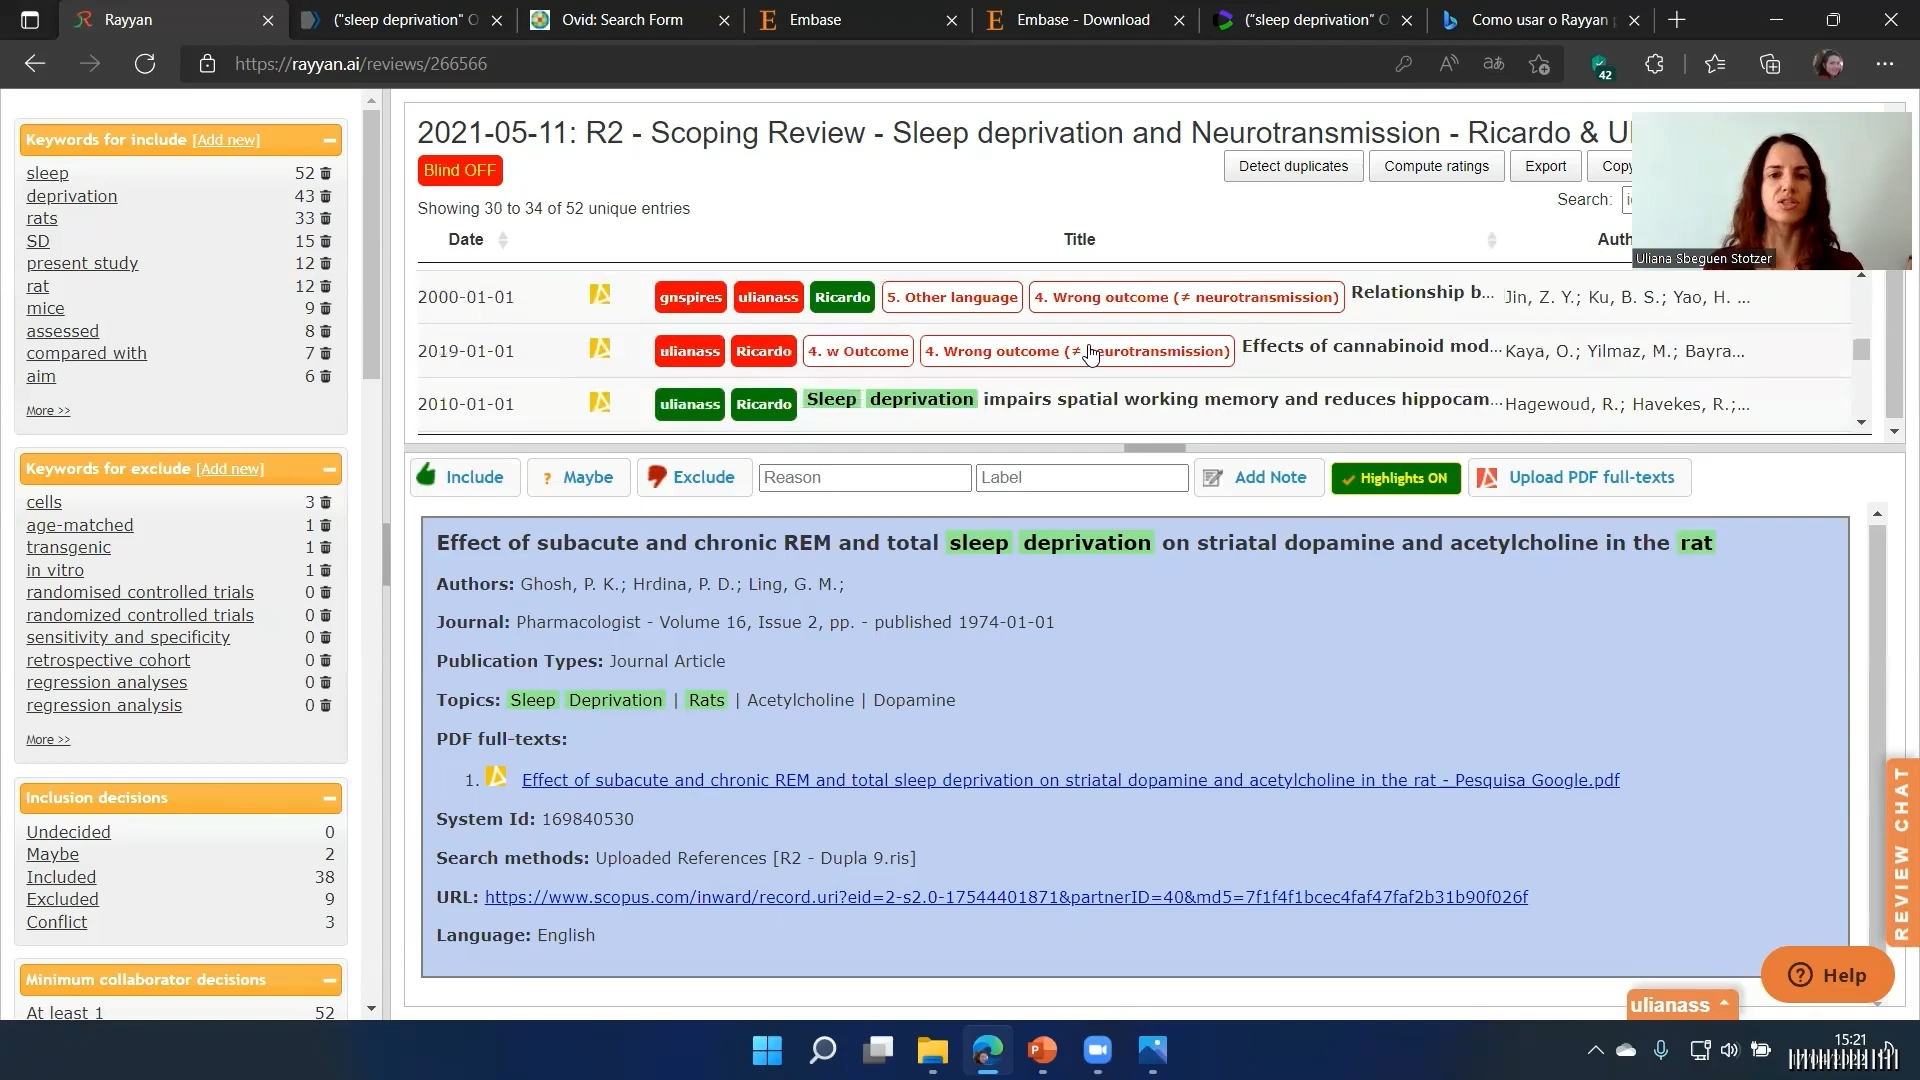 Rayyan
("sleep deprivation" O
Ovid: Search Form
Embase
Embase - Download
("sleep deprivation" O
Como usar o Rayyan
https://rayyan.ai/reviews/266566
42
Keywords for include [Add new]
sleep 52
deprivation 43
rats 33
SD 15
present study 12
rat 12
mice 9
assessed 8
compared with 7
aim 6
More >>
Keywords for exclude [Add new]
cells 3
age-matched 1
transgenic 1
in vitro 1
randomised controlled trials 0
randomized controlled trials 0
sensitivity and specificity 0
retrospective cohort 0
regression analyses 0
regression analysis 0
More >>
Inclusion decisions
Undecided 0
Maybe 2
Included 38
Excluded 9
Conflict 3
Minimum collaborator decisions
At least 1 52
2021-05-11: R2 - Scoping Review - Sleep deprivation and Neurotransmission - Ricardo &
Blind OFF
Detect duplicates Compute ratings Export Copy
Showing 30 to 34 of 52 unique entries
Search:
Date Title Auth
2000-01-01 gnspires ulianass Ricardo 5. Other language 4. Wrong outcome (≠ neurotransmission) Relationship b... Jin, Z. Y.; Ku, B. S.; Yao, H. ...
2019-01-01 ulianass Ricardo 4. w Outcome 4. Wrong outcome (≠ neurotransmission) Effects of cannabinoid mod... Kaya, O.; Yilmaz, M.; Bayra...
2010-01-01 ulianass Ricardo Sleep deprivation impairs spatial working memory and reduces hippocam... Hagewoud, R.; Havekes, R.;...
Uliana Sbeguen Stotzer
Include ? Maybe Exclude Reason Label Add Note Highlights ON Upload PDF full-texts
Effect of subacute and chronic REM and total sleep deprivation on striatal dopamine and acetylcholine in the rat
Authors: Ghosh, P. K.; Hrdina, P. D.; Ling, G. M.;
Journal: Pharmacologist - Volume 16, Issue 2, pp. - published 1974-01-01
Publication Types: Journal Article
Topics: Sleep Deprivation | Rats | Acetylcholine | Dopamine
PDF full-texts:
1. Effect of subacute and chronic REM and total sleep deprivation on striatal dopamine and acetylcholine in the rat - Pesquisa Google.pdf
System Id: 169840530
Search methods: Uploaded References [R2 - Dupla 9.ris]
URL: https://www.scopus.com/inward/record.uri?eid=2-s2.0-17544401871&partnerID=40&md5=7f1f4f1bcec4faf47faf2b31b90f026f
Language: English
REVIEW CHAT
Help
ulianass
15:21